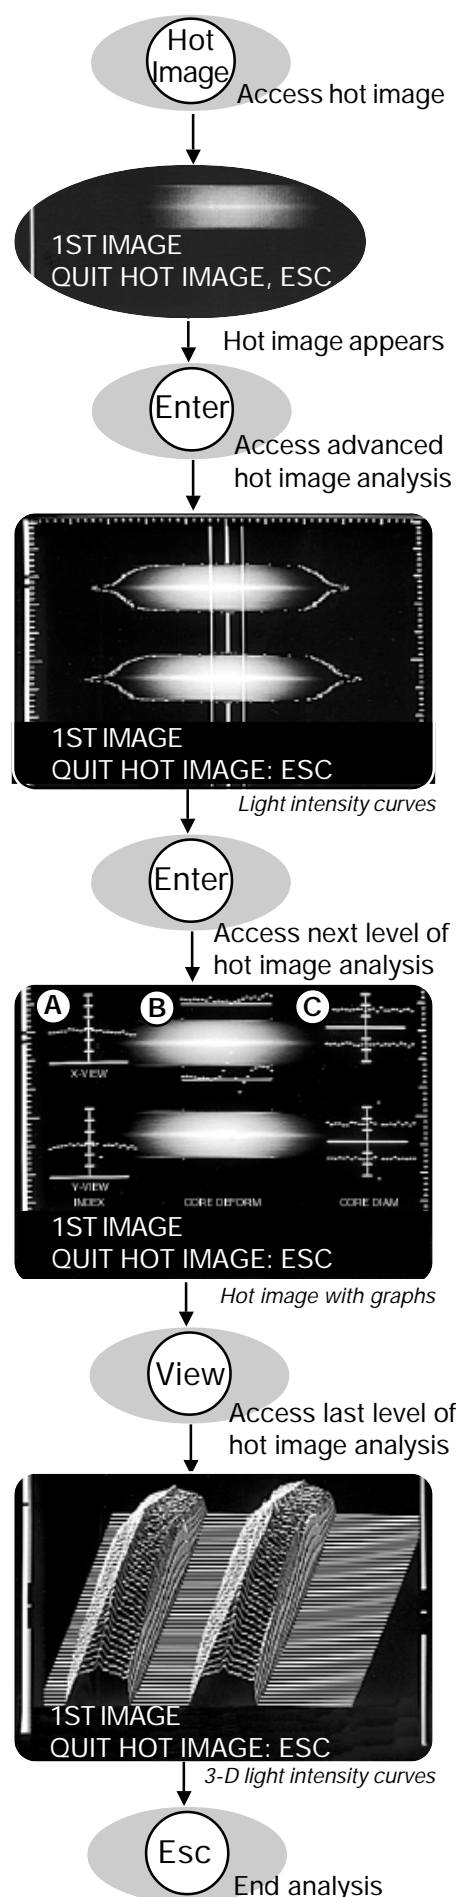 Hot
Image
Access hot image
1ST IMAGE
QUIT HOT IMAGE, ESC
Hot image appears
Enter
Access advanced
hot image analysis
1ST IMAGE
QUIT HOT IMAGE: ESC
Light intensity curves
Enter
Access next level of
hot image analysis
A B C
X-VIEW
Y-VIEW
INDEX CORE DEFORM CORE DIAM
1ST IMAGE
QUIT HOT IMAGE: ESC
Hot image with graphs
View
Access last level of
hot image analysis
1ST IMAGE
QUIT HOT IMAGE: ESC
3-D light intensity curves
Esc
End analysis